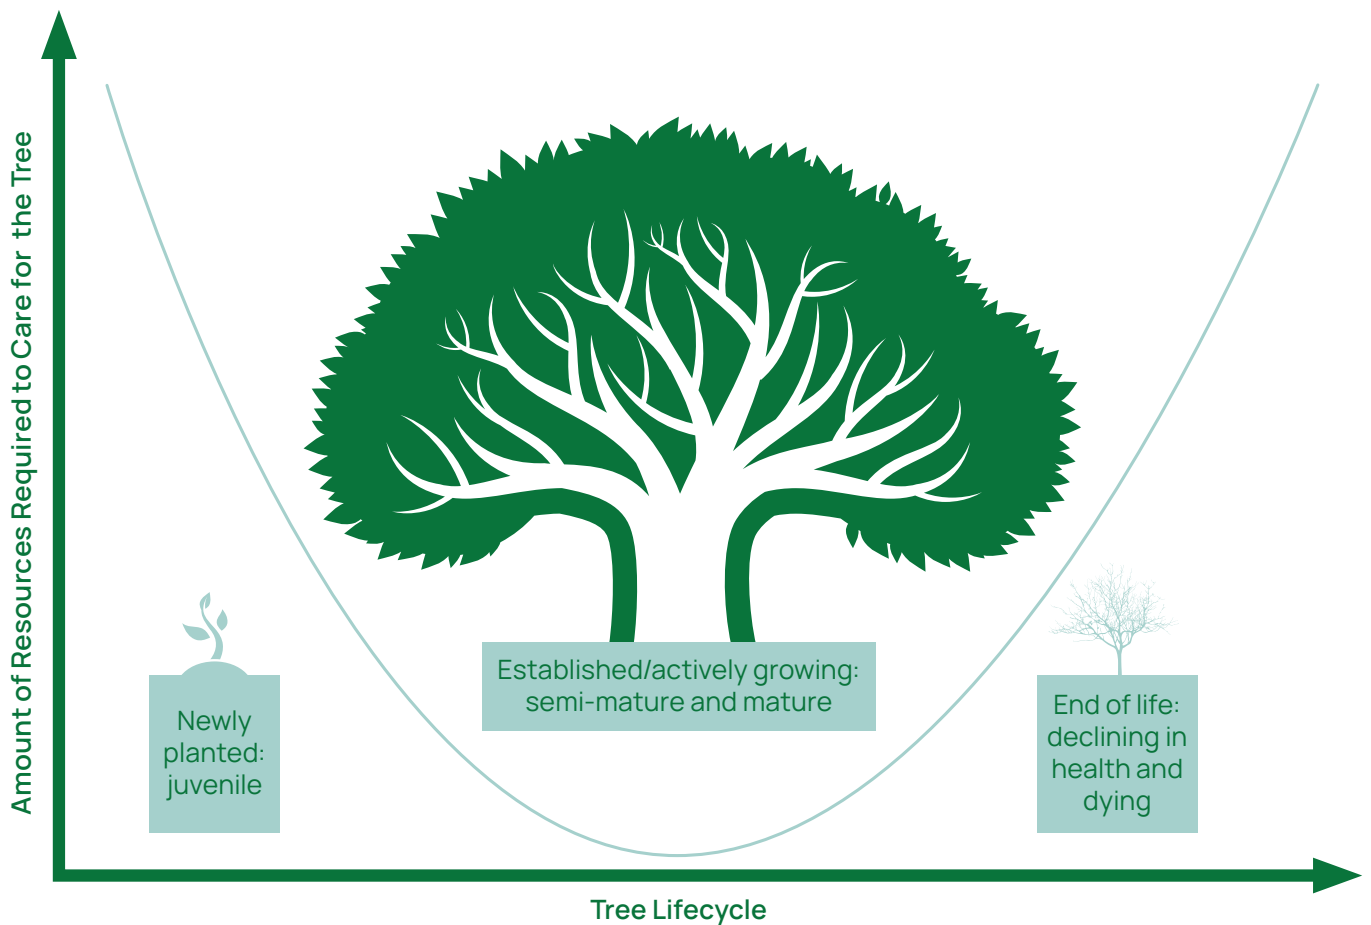 Amount of Resources Required to Care for the Tree
Newly
planted:
juvenile
Established/actively growing:
semi-mature and mature
End of life:
declining in
health and
dying
Tree Lifecycle